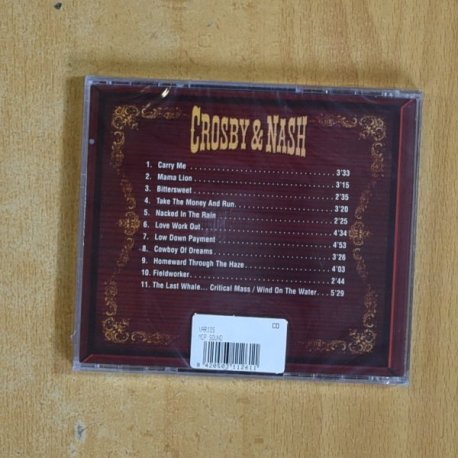 CROSBY & NASH
1. Carry Me 3'33
2. Mama Lion 3'15
3. Bittersweet 2'35
4. Take The Money And Run 3'20
5. Nacked In The Rain 2'25
6. Love Work Out 4'34
7. Low Down Payment 4'53
8. Cowboy Of Dreams 3'26
9. Homeward Through The Haze 4'03
10. Fieldworker 2'44
11. The Last Whale... Critical Mass / Wind On The Water 5'29
VARIOS CD
MCP SOUND